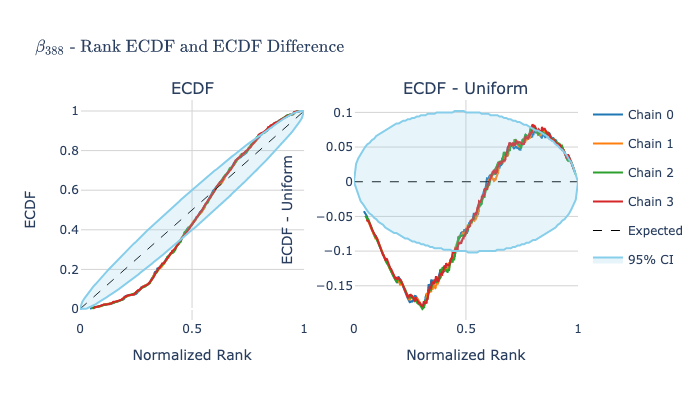 β₃₈₈ - Rank ECDF and ECDF Difference
ECDF
ECDF - Uniform
1
0.8
0.6
0.4
0.2
0
ECDF
0
0.5
1
Normalized Rank
0.1
0.05
0
−0.05
−0.1
−0.15
ECDF - Uniform
0
0.5
1
Normalized Rank
Chain 0
Chain 1
Chain 2
Chain 3
Expected
95% CI